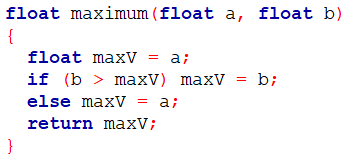 float maximum(float a, float b)
{
  float maxV = a;
  if (b > maxV) maxV = b;
  else maxV = a;
  return maxV;
}